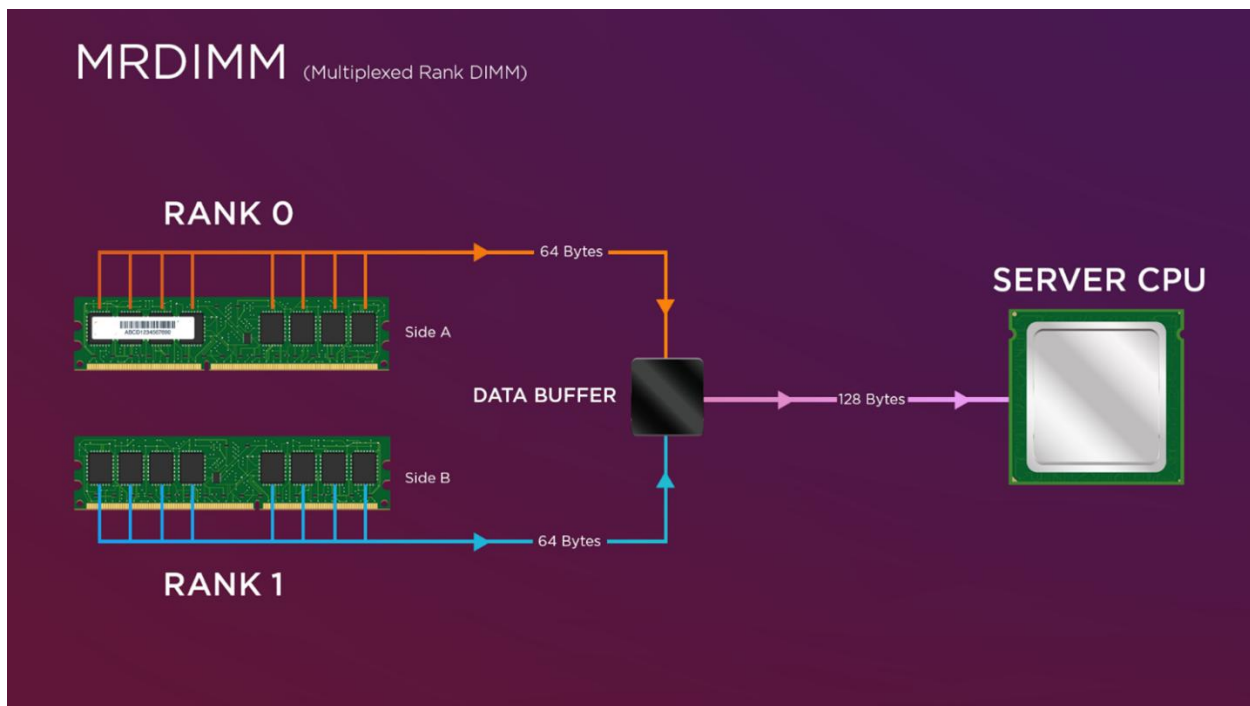 MRDIMM (Multiplexed Rank DIMM)
RANK 0
64 Bytes
SERVER CPU
Side A
DATA BUFFER
128 Bytes
Side B
64 Bytes
RANK 1